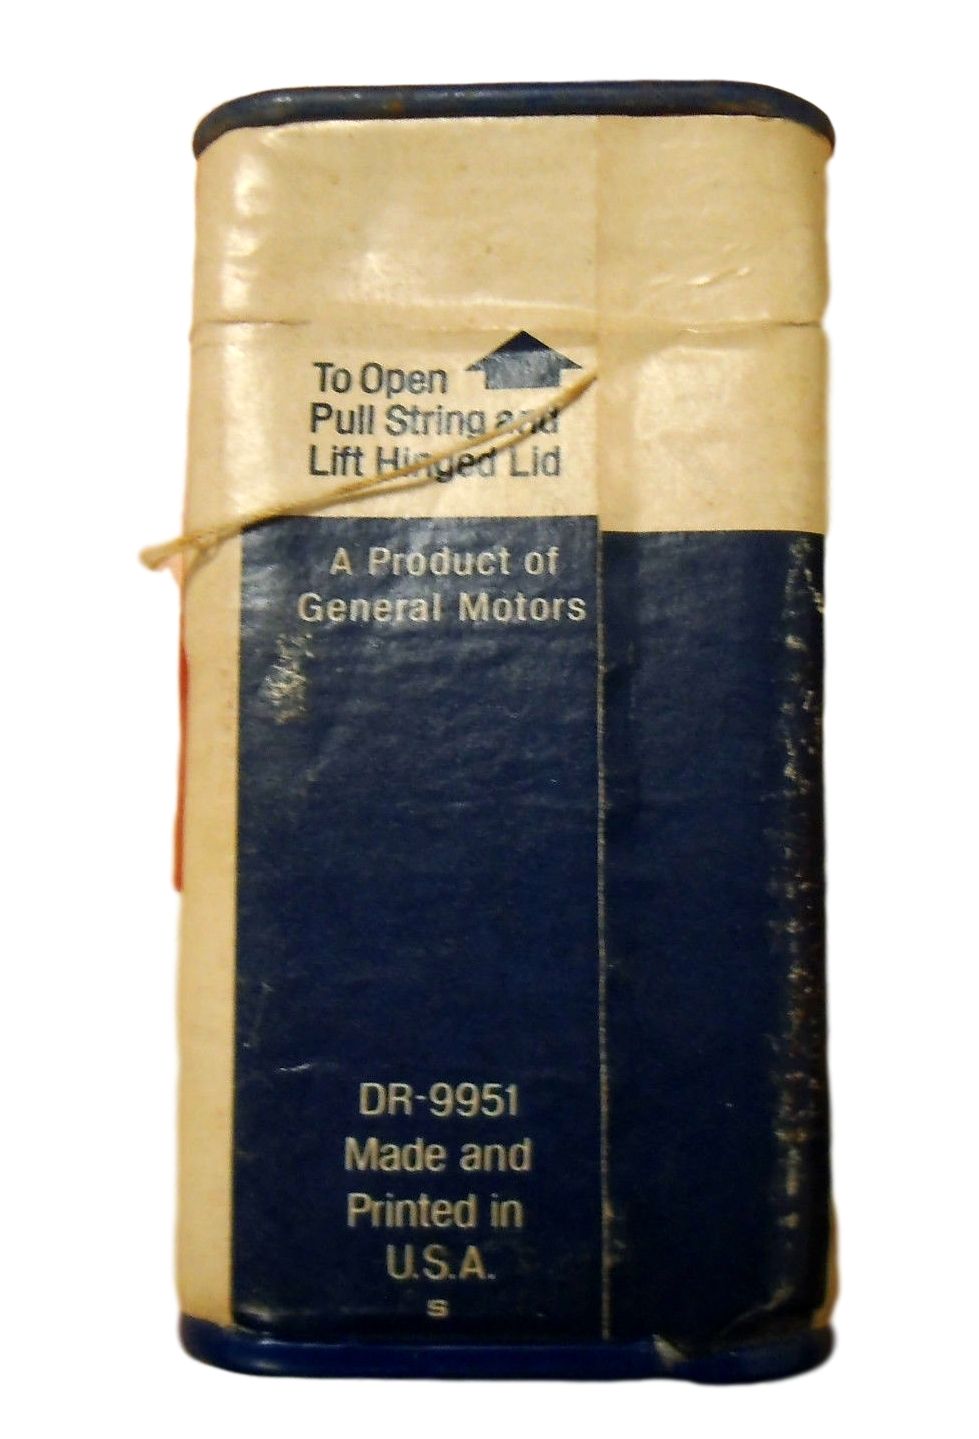 To Open
Pull String and
Lift Hinged Lid
A Product of
General Motors
DR-9951
Made and
Printed in
U.S.A.
S